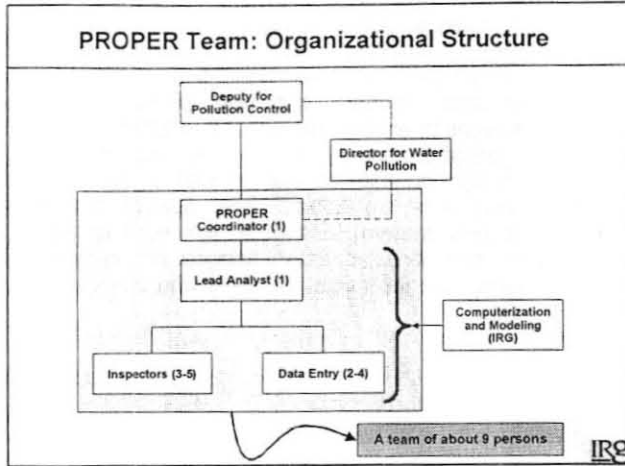 PROPER Team: Organizational Structure
Deputy for
Pollution Control
Director for Water
Pollution
PROPER
Coordinator (1)
Lead Analyst (1)
Computerization
and Modeling
(IRG)
Inspectors (3-5)
Data Entry (2-4)
A team of about 9 persons
IRG